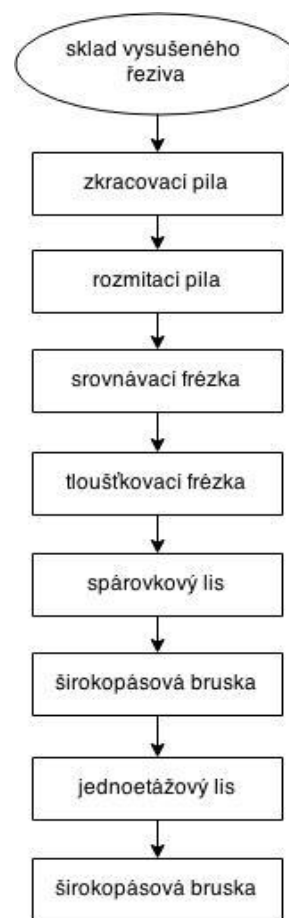 sklad vysušeného
řeziva
zkracovací pila
rozmítací pila
srovnávací frézka
tloušťkovací frézka
spárovkový lis
širokopásová bruska
jednoetážový lis
širokopásová bruska